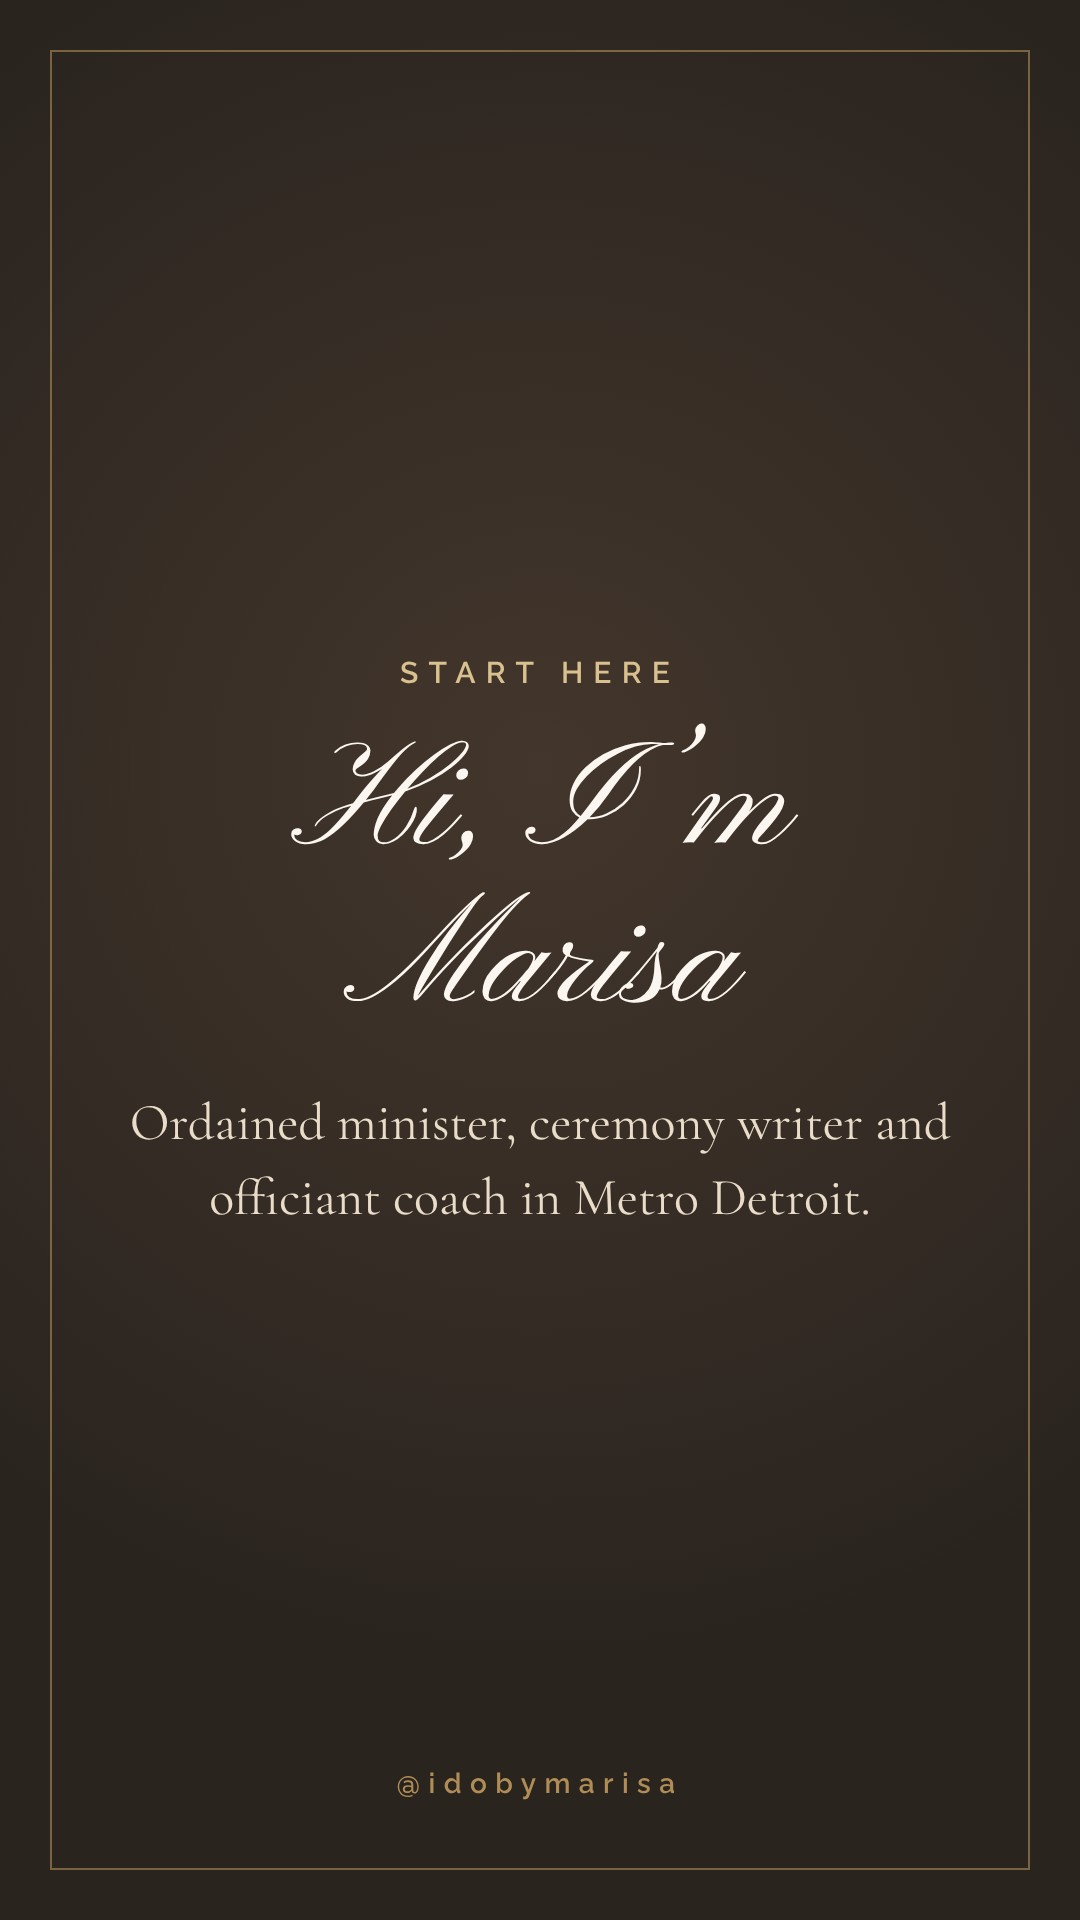 START HERE
Hi, I’m
Marisa
Ordained minister, ceremony writer and
officiant coach in Metro Detroit.
@idobymarisa